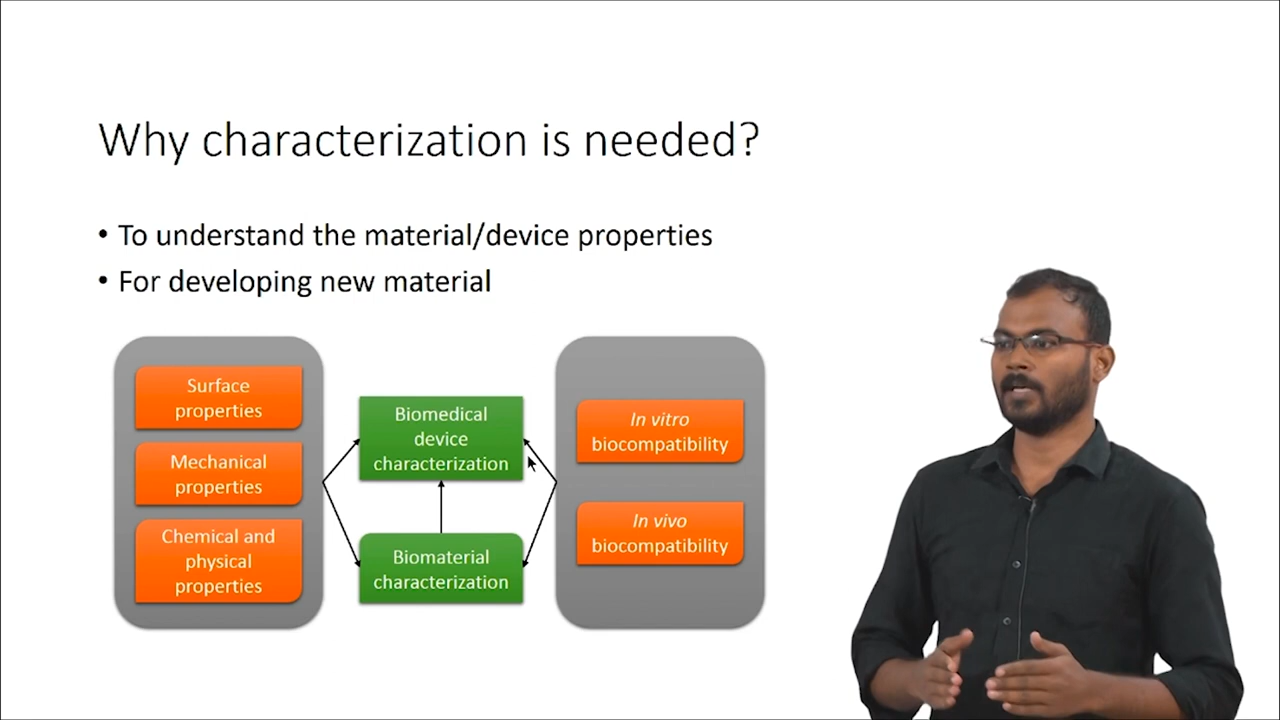 Why characterization is needed?
• To understand the material/device properties
• For developing new material
Surface
properties
Mechanical
properties
Chemical and
physical
properties
Biomedical
device
characterization
Biomaterial
characterization
In vitro
biocompatibility
In vivo
biocompatibility